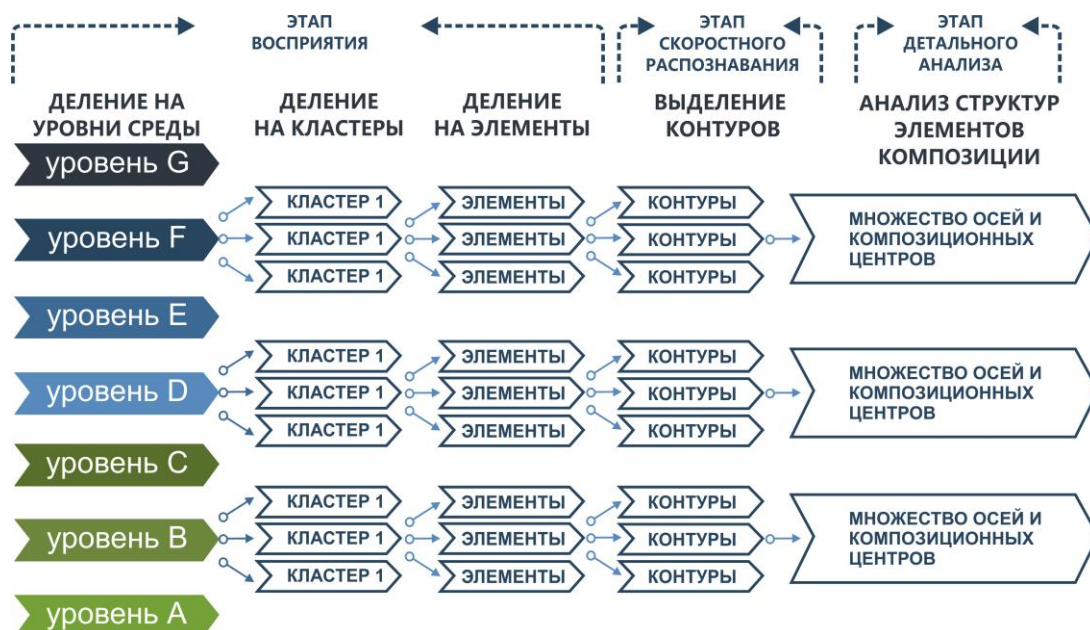 ЭТАП
ВОСПРИЯТИЯ
ЭТАП
СКОРОСТНОГО
РАСПОЗНАВАНИЯ
ЭТАП
ДЕТАЛЬНОГО
АНАЛИЗА
ДЕЛЕНИЕ НА
УРОВНИ СРЕДЫ
ДЕЛЕНИЕ
НА КЛАСТЕРЫ
ДЕЛЕНИЕ
НА ЭЛЕМЕНТЫ
ВЫДЕЛЕНИЕ
КОНТУРОВ
АНАЛИЗ СТРУКТУР
ЭЛЕМЕНТОВ
КОМПОЗИЦИИ
уровень G
уровень F
КЛАСТЕР 1
ЭЛЕМЕНТЫ
КОНТУРЫ
КЛАСТЕР 1
ЭЛЕМЕНТЫ
КОНТУРЫ
КЛАСТЕР 1
ЭЛЕМЕНТЫ
КОНТУРЫ
МНОЖЕСТВО ОСЕЙ И
КОМПОЗИЦИОННЫХ
ЦЕНТРОВ
уровень E
уровень D
КЛАСТЕР 1
ЭЛЕМЕНТЫ
КОНТУРЫ
КЛАСТЕР 1
ЭЛЕМЕНТЫ
КОНТУРЫ
КЛАСТЕР 1
ЭЛЕМЕНТЫ
КОНТУРЫ
МНОЖЕСТВО ОСЕЙ И
КОМПОЗИЦИОННЫХ
ЦЕНТРОВ
уровень C
уровень B
КЛАСТЕР 1
ЭЛЕМЕНТЫ
КОНТУРЫ
КЛАСТЕР 1
ЭЛЕМЕНТЫ
КОНТУРЫ
КЛАСТЕР 1
ЭЛЕМЕНТЫ
КОНТУРЫ
МНОЖЕСТВО ОСЕЙ И
КОМПОЗИЦИОННЫХ
ЦЕНТРОВ
уровень A